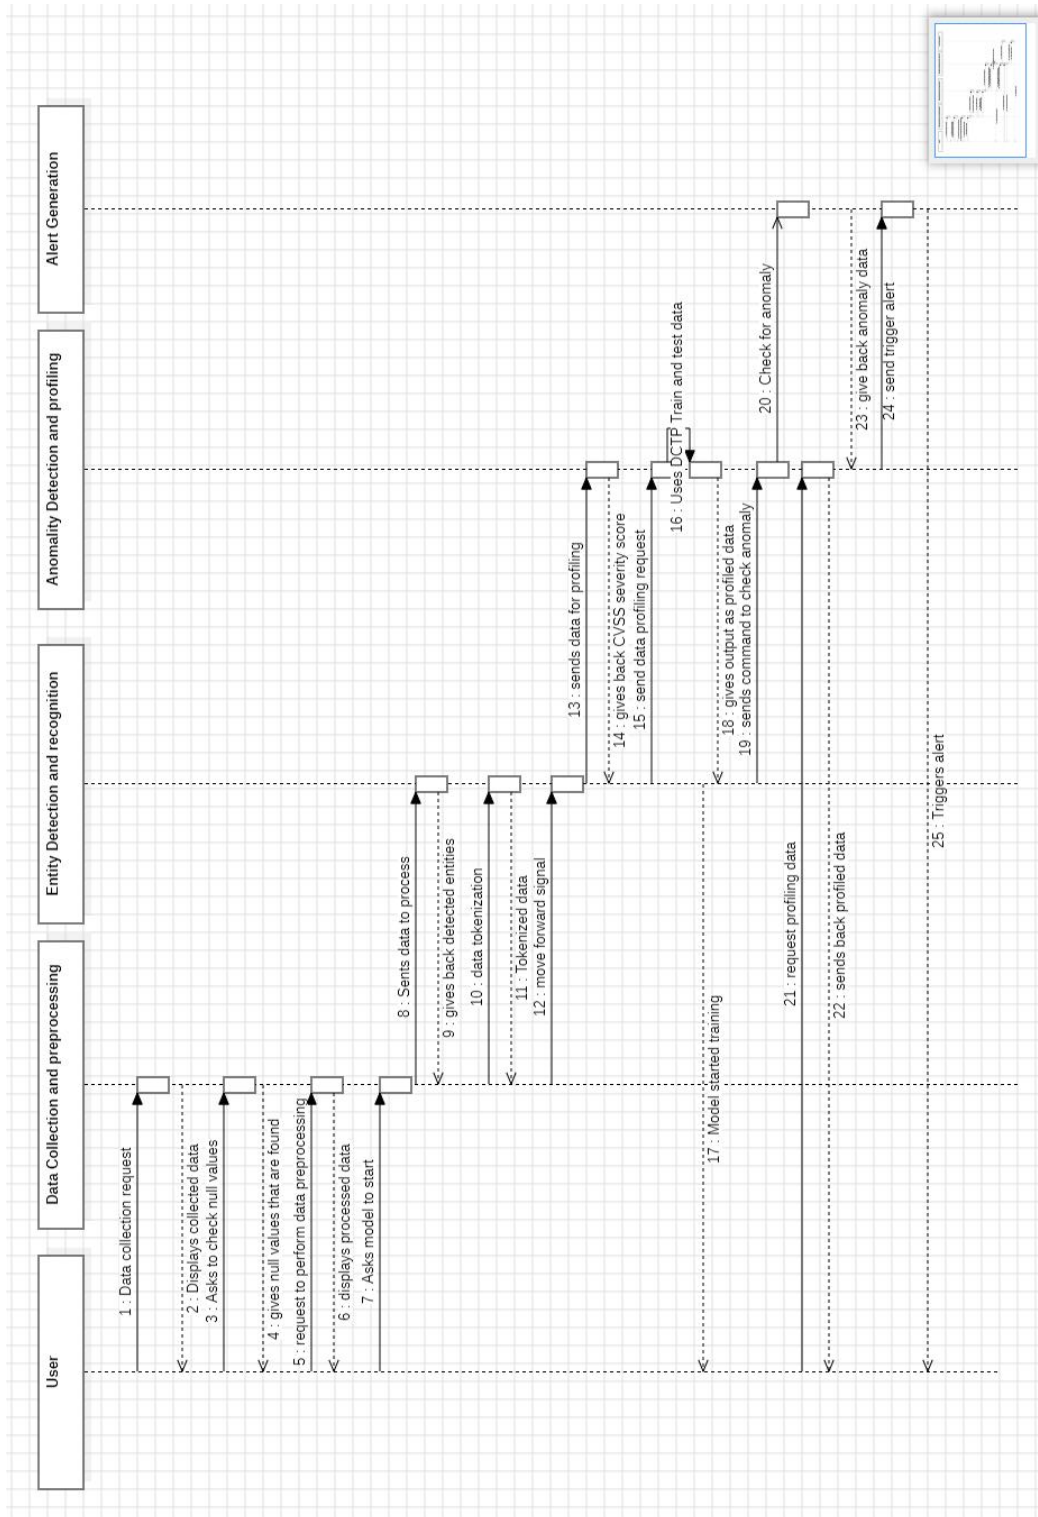 User
Data Collection and preprocessing
Entity Detection and recognition
Anomality Detection and profiling
Alert Generation
1 : Data collection request
2 : Displays collected data
3 : Asks to check null values
4 : gives null values that are found
5 : request to perform data preprocessing
6 : displays processed data
7 : Asks model to start
8 : Sents data to process
9 : gives back detected entities
10 : data tokenization
11 : Tokenized data
12 : move forward signal
13 : sends data for profiling
14 : gives back CVSS severity score
15 : send data profiling request
16 : Uses DCTP Train and test data
17 : Model started training
18 : gives output as profiled data
19 : sends command to check anomaly
20 : Check for anomaly
21 : request profiling data
22 : sends back profiled data
23 : give back anomaly data
24 : send trigger alert
25 : Triggers alert